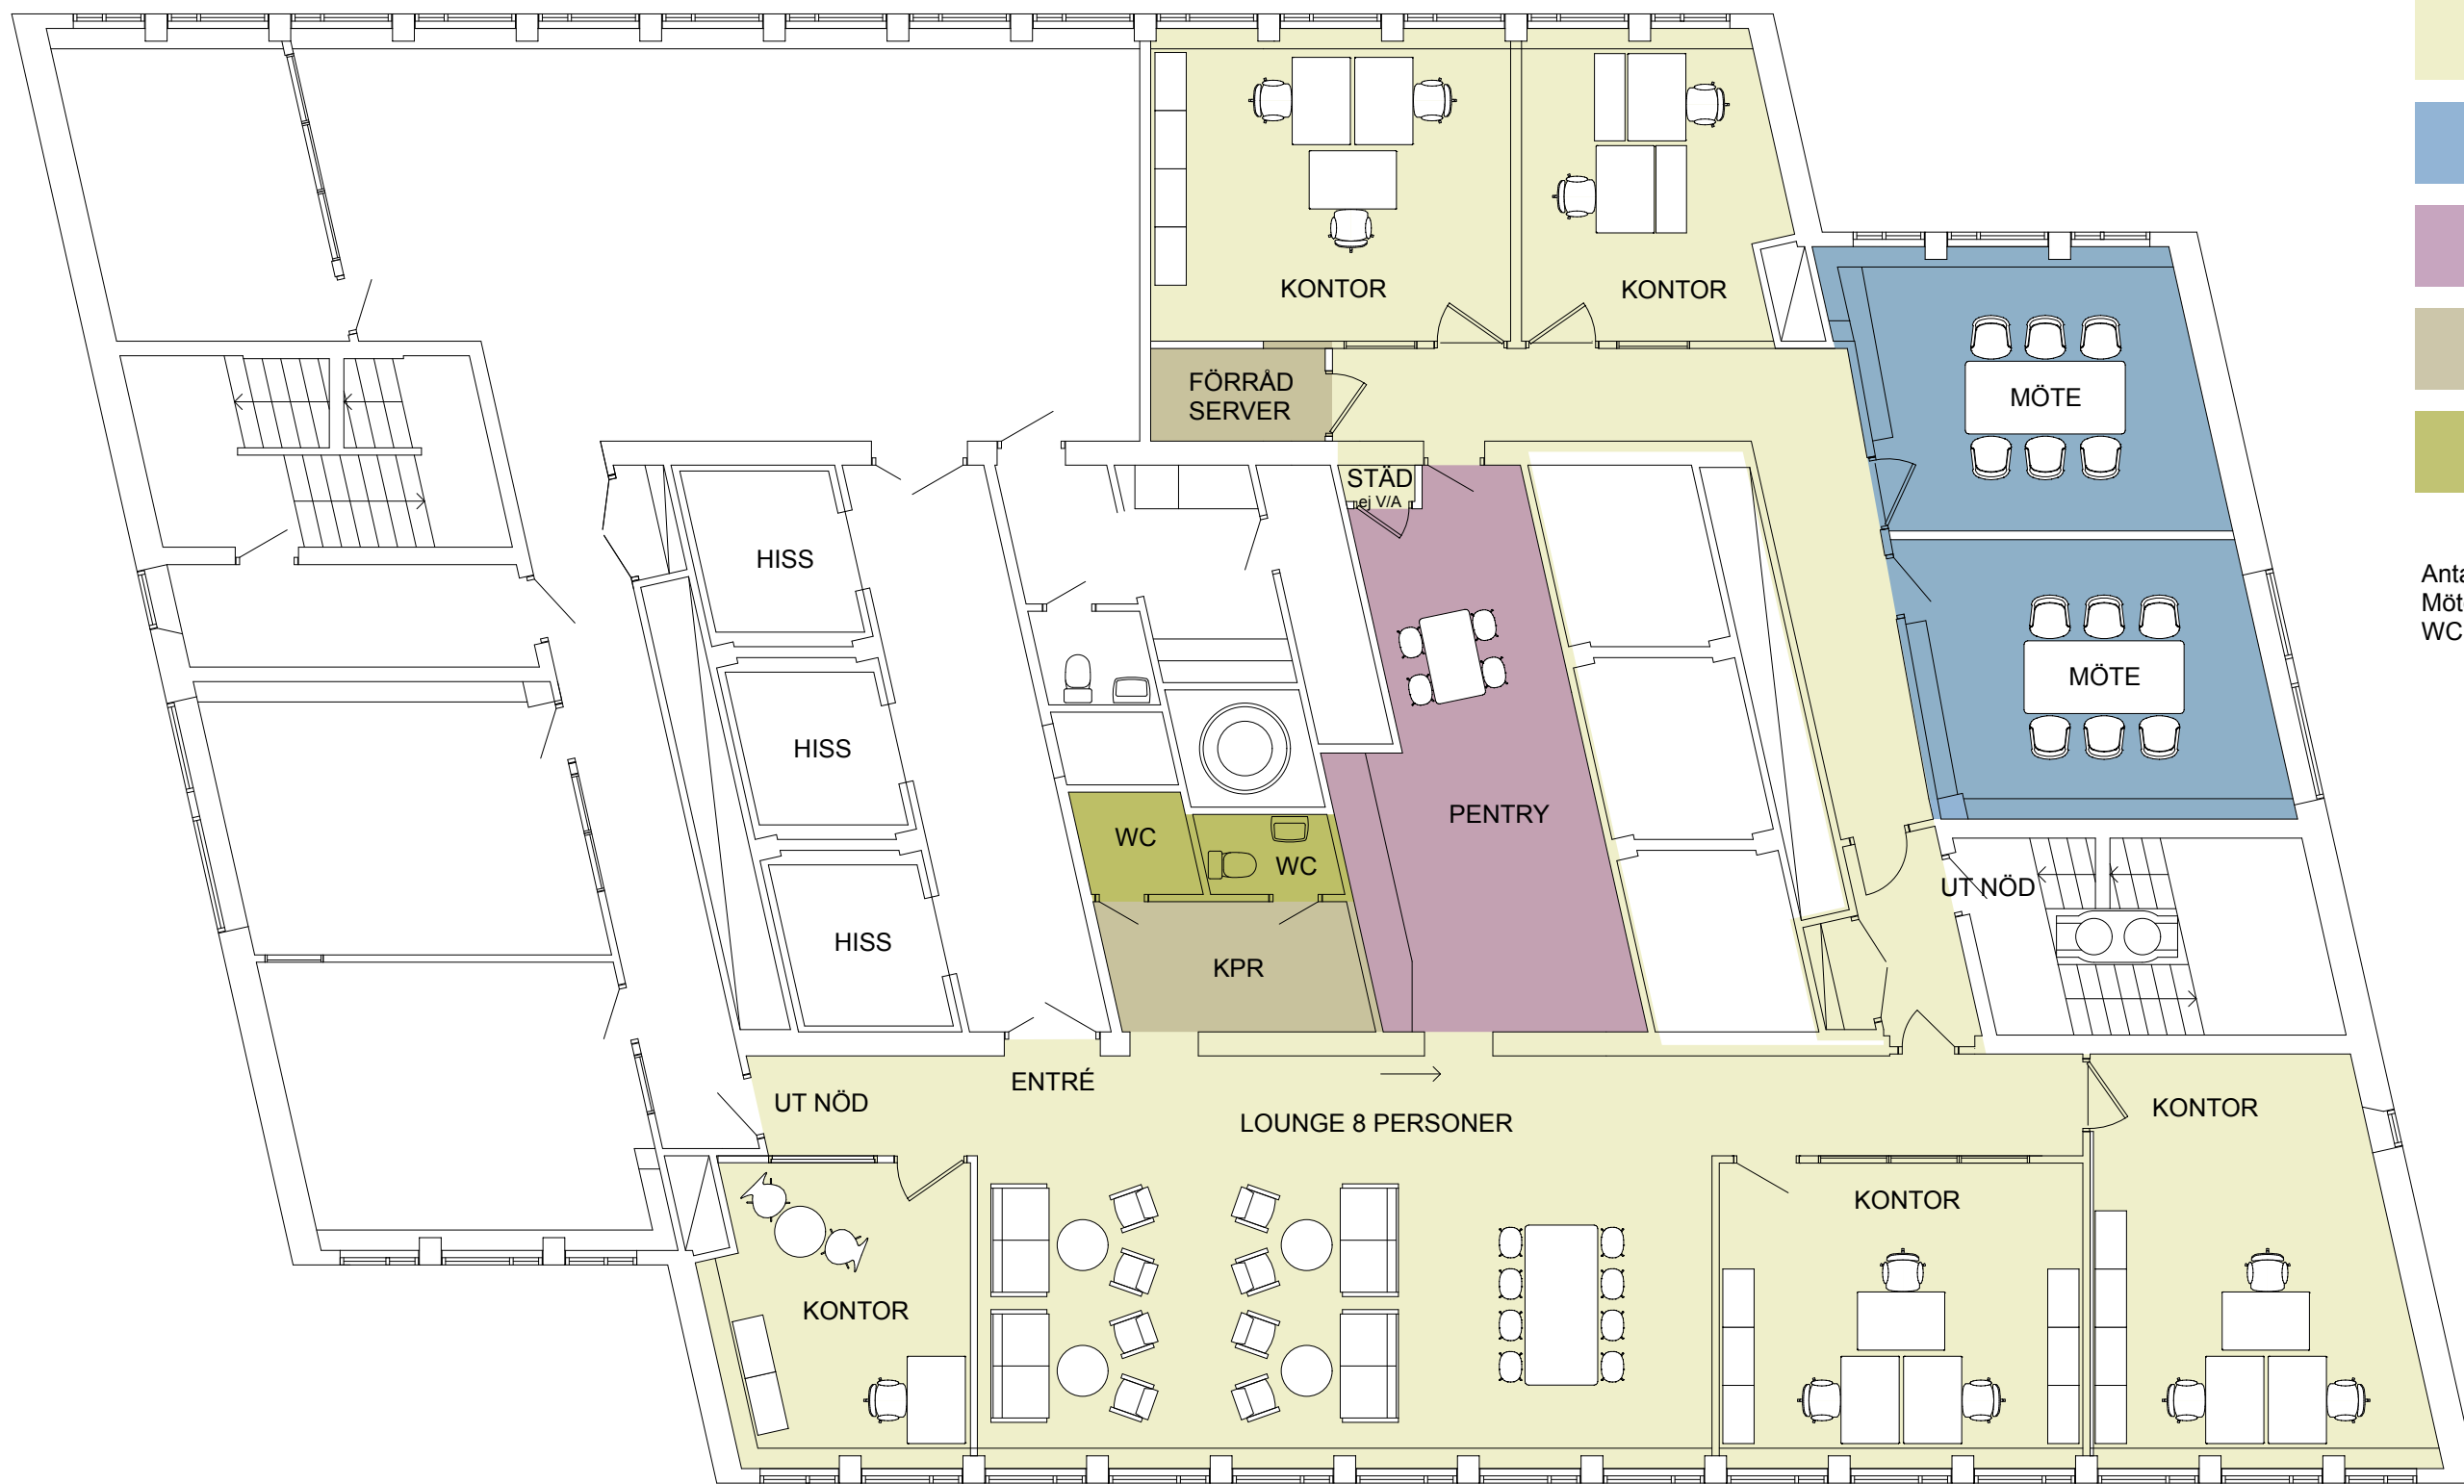 KONTOR
KONTOR
FÖRRÅD
SERVER
MÖTE
STÄD
ej V/A
HISS
MÖTE
HISS
PENTRY
WC
WC
UT NÖD
HISS
KPR
ENTRÉ
UT NÖD
LOUNGE 8 PERSONER
KONTOR
KONTOR
KONTOR
WC